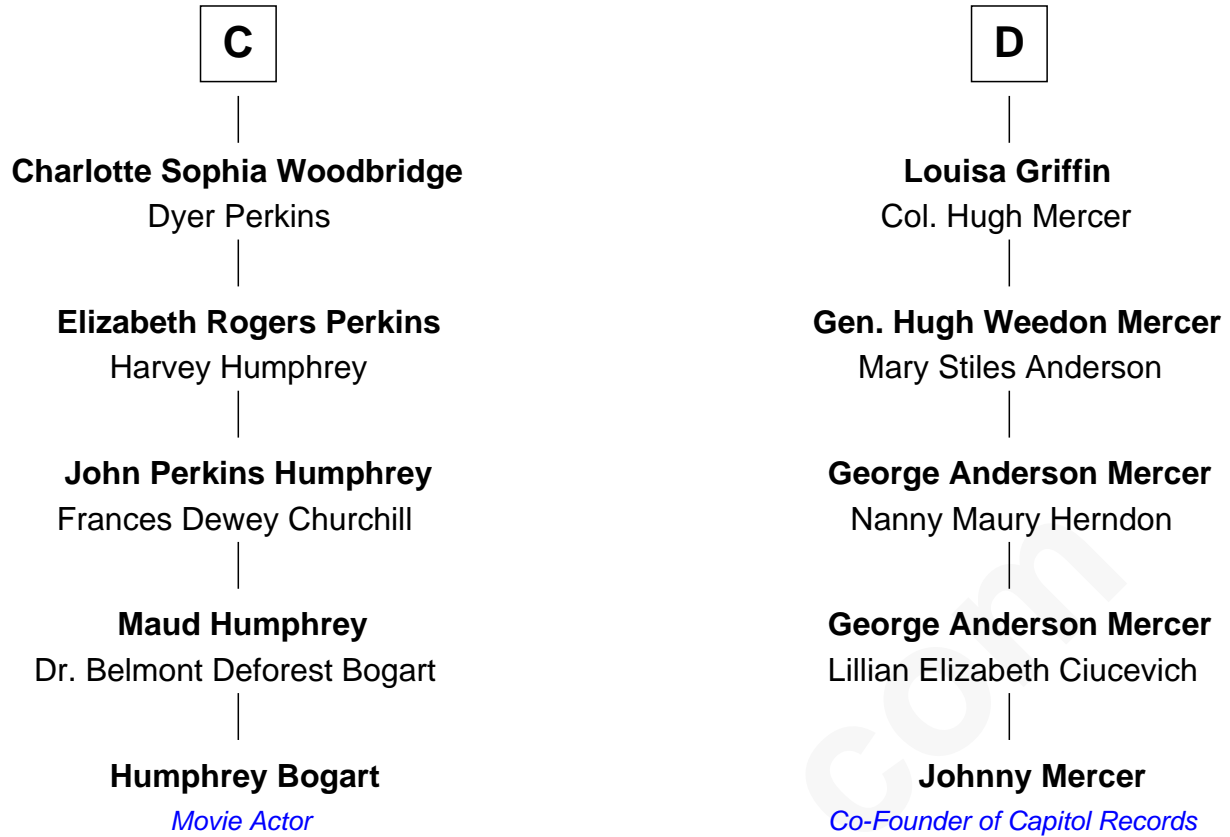 C
Charlotte Sophia Woodbridge
Dyer Perkins
Elizabeth Rogers Perkins
Harvey Humphrey
John Perkins Humphrey
Frances Dewey Churchill
Maud Humphrey
Dr. Belmont Deforest Bogart
Humphrey Bogart
Movie Actor
D
Louisa Griffin
Col. Hugh Mercer
Gen. Hugh Weedon Mercer
Mary Stiles Anderson
George Anderson Mercer
Nanny Maury Herndon
George Anderson Mercer
Lillian Elizabeth Ciucevich
Johnny Mercer
Co-Founder of Capitol Records
com